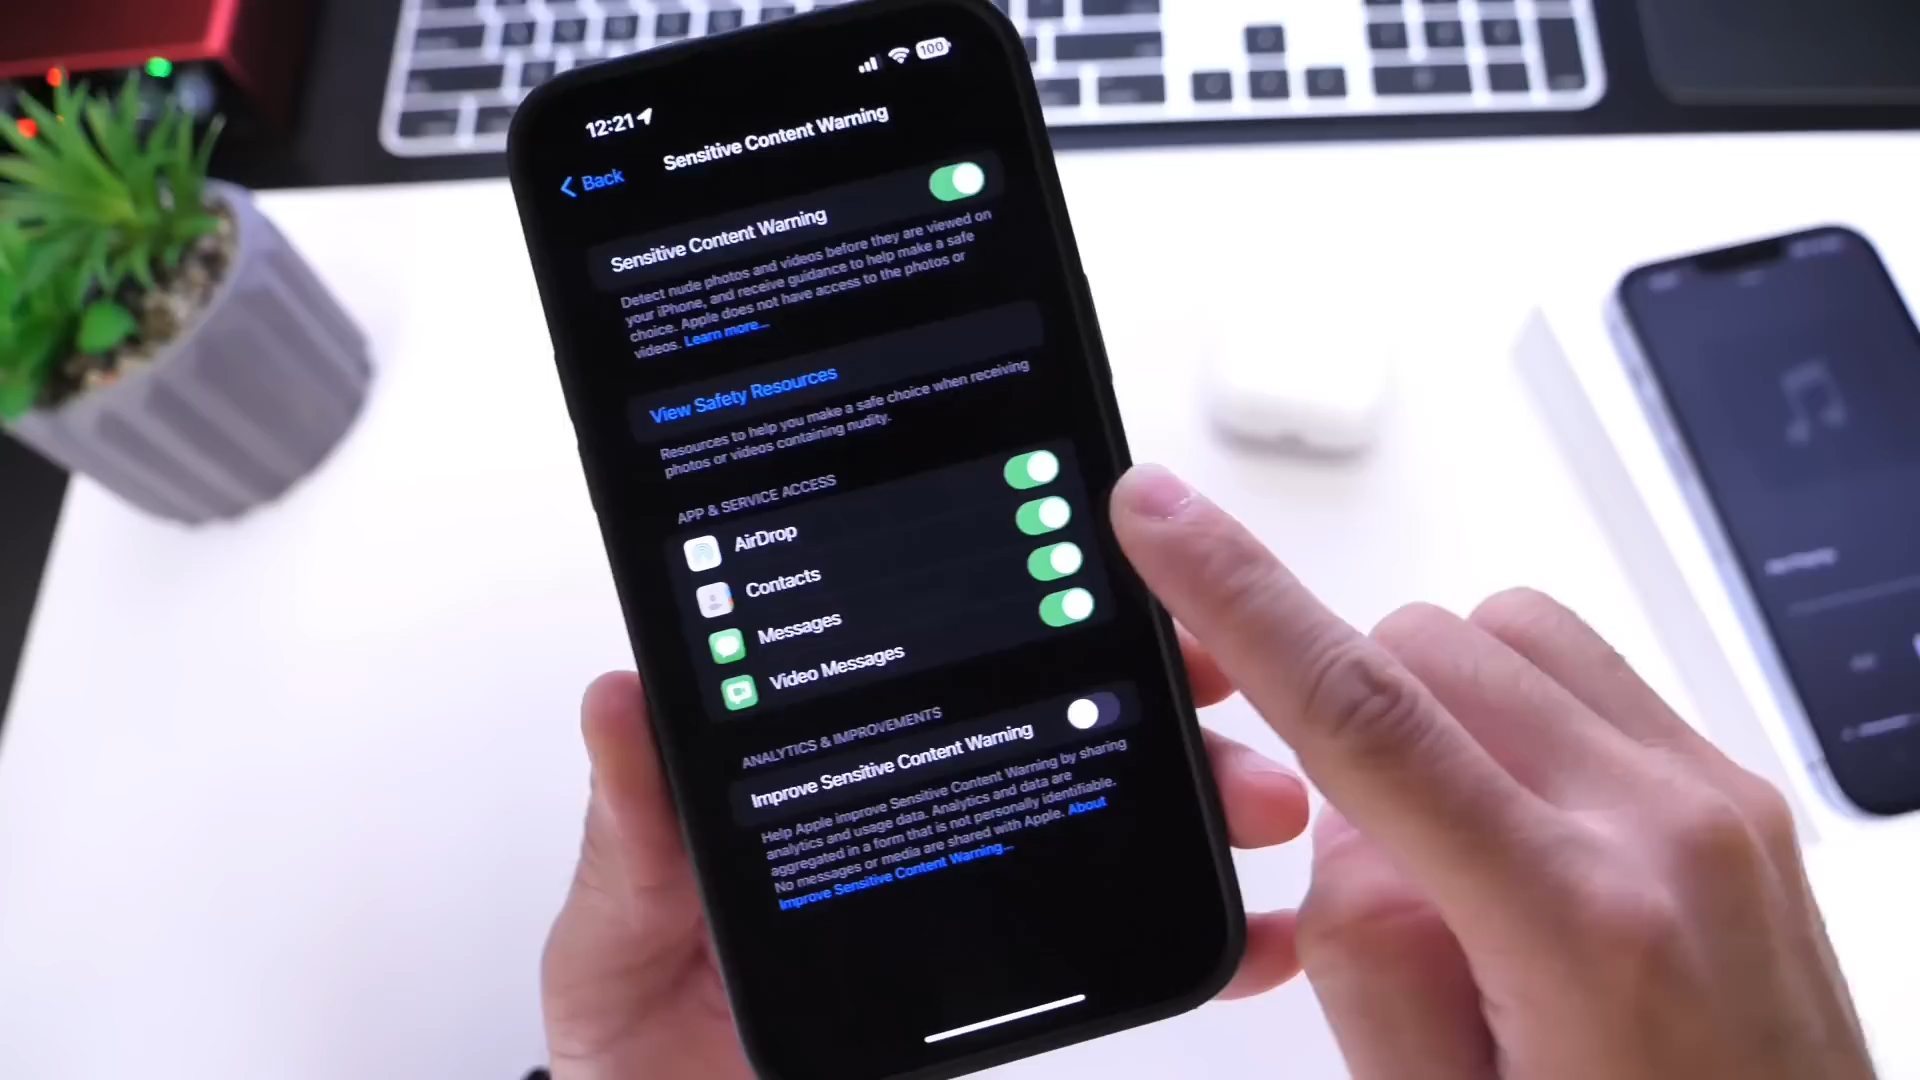 12:21
100
Back
Sensitive Content Warning
Sensitive Content Warning
Detect nude photos and videos before they are viewed on
your iPhone, and receive guidance to help make a safe
choice. Apple does not have access to the photos or
videos. Learn more...
View Safety Resources
Resources to help you make a safe choice when receiving
photos or videos containing nudity.
APP & SERVICE ACCESS
AirDrop
Contacts
Messages
Video Messages
ANALYTICS & IMPROVEMENTS
Improve Sensitive Content Warning
Help Apple improve Sensitive Content Warning by sharing
analytics and usage data. Analytics and data are
aggregated in a form that is not personally identifiable.
No messages or media are shared with Apple. About
Improve Sensitive Content Warning...